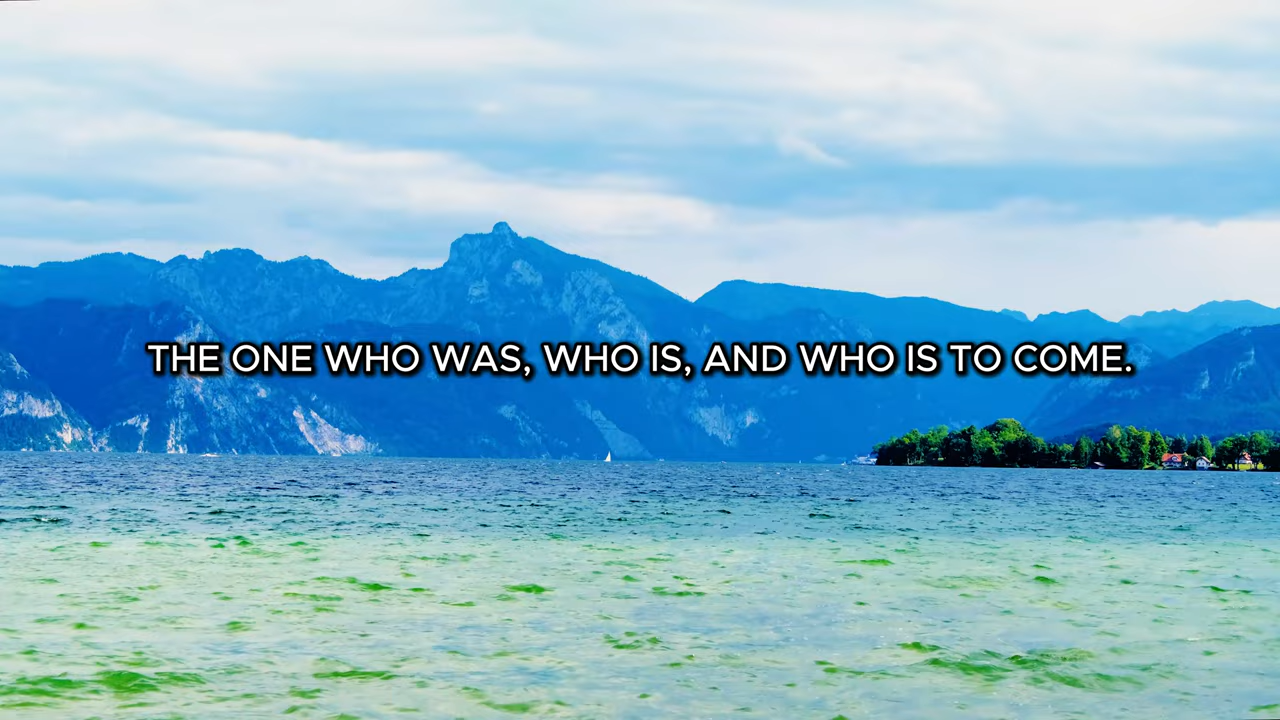 THE ONE WHO WAS, WHO IS, AND WHO IS TO COME.